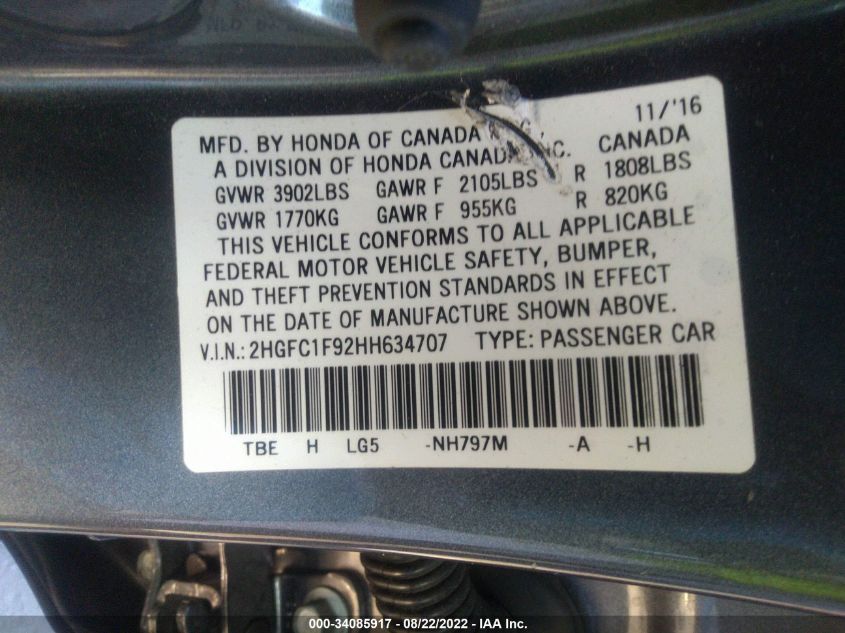 11/'16
MFD. BY HONDA OF CANADA
A DIVISION OF HONDA CANADA INC. CANADA
GVWR 3902LBS GAWR F 2105LBS R 1808LBS
GVWR 1770KG GAWR F 955KG R 820KG
THIS VEHICLE CONFORMS TO ALL APPLICABLE
FEDERAL MOTOR VEHICLE SAFETY, BUMPER,
AND THEFT PREVENTION STANDARDS IN EFFECT
ON THE DATE OF MANUFACTURE SHOWN ABOVE.
V.I.N.: 2HGFC1F92HH634707 TYPE: PASSENGER CAR
TBE H LG5 -NH797M -A -H
000-34085917 - 08/22/2022 - IAA Inc.